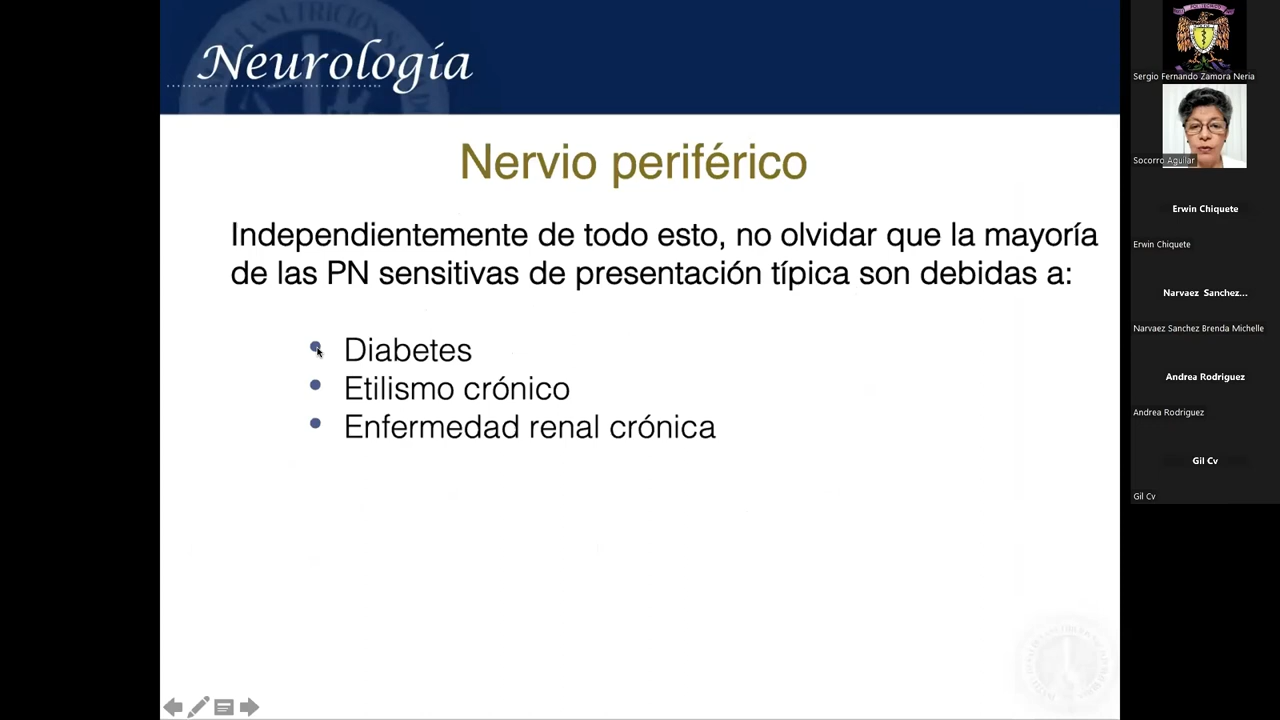 Neurología
Nervio periférico
Independientemente de todo esto, no olvidar que la mayoría
de las PN sensitivas de presentación típica son debidas a:
Diabetes
Etilismo crónico
Enfermedad renal crónica
Sergio Fernando Zamora Neria
Socorro Aguilar
Erwin Chiquete
Erwin Chiquete
Narvaez Sanchez...
Narvaez Sanchez Brenda Michelle
Andrea Rodriguez
Andrea Rodriguez
Gil Cv
Gil Cv